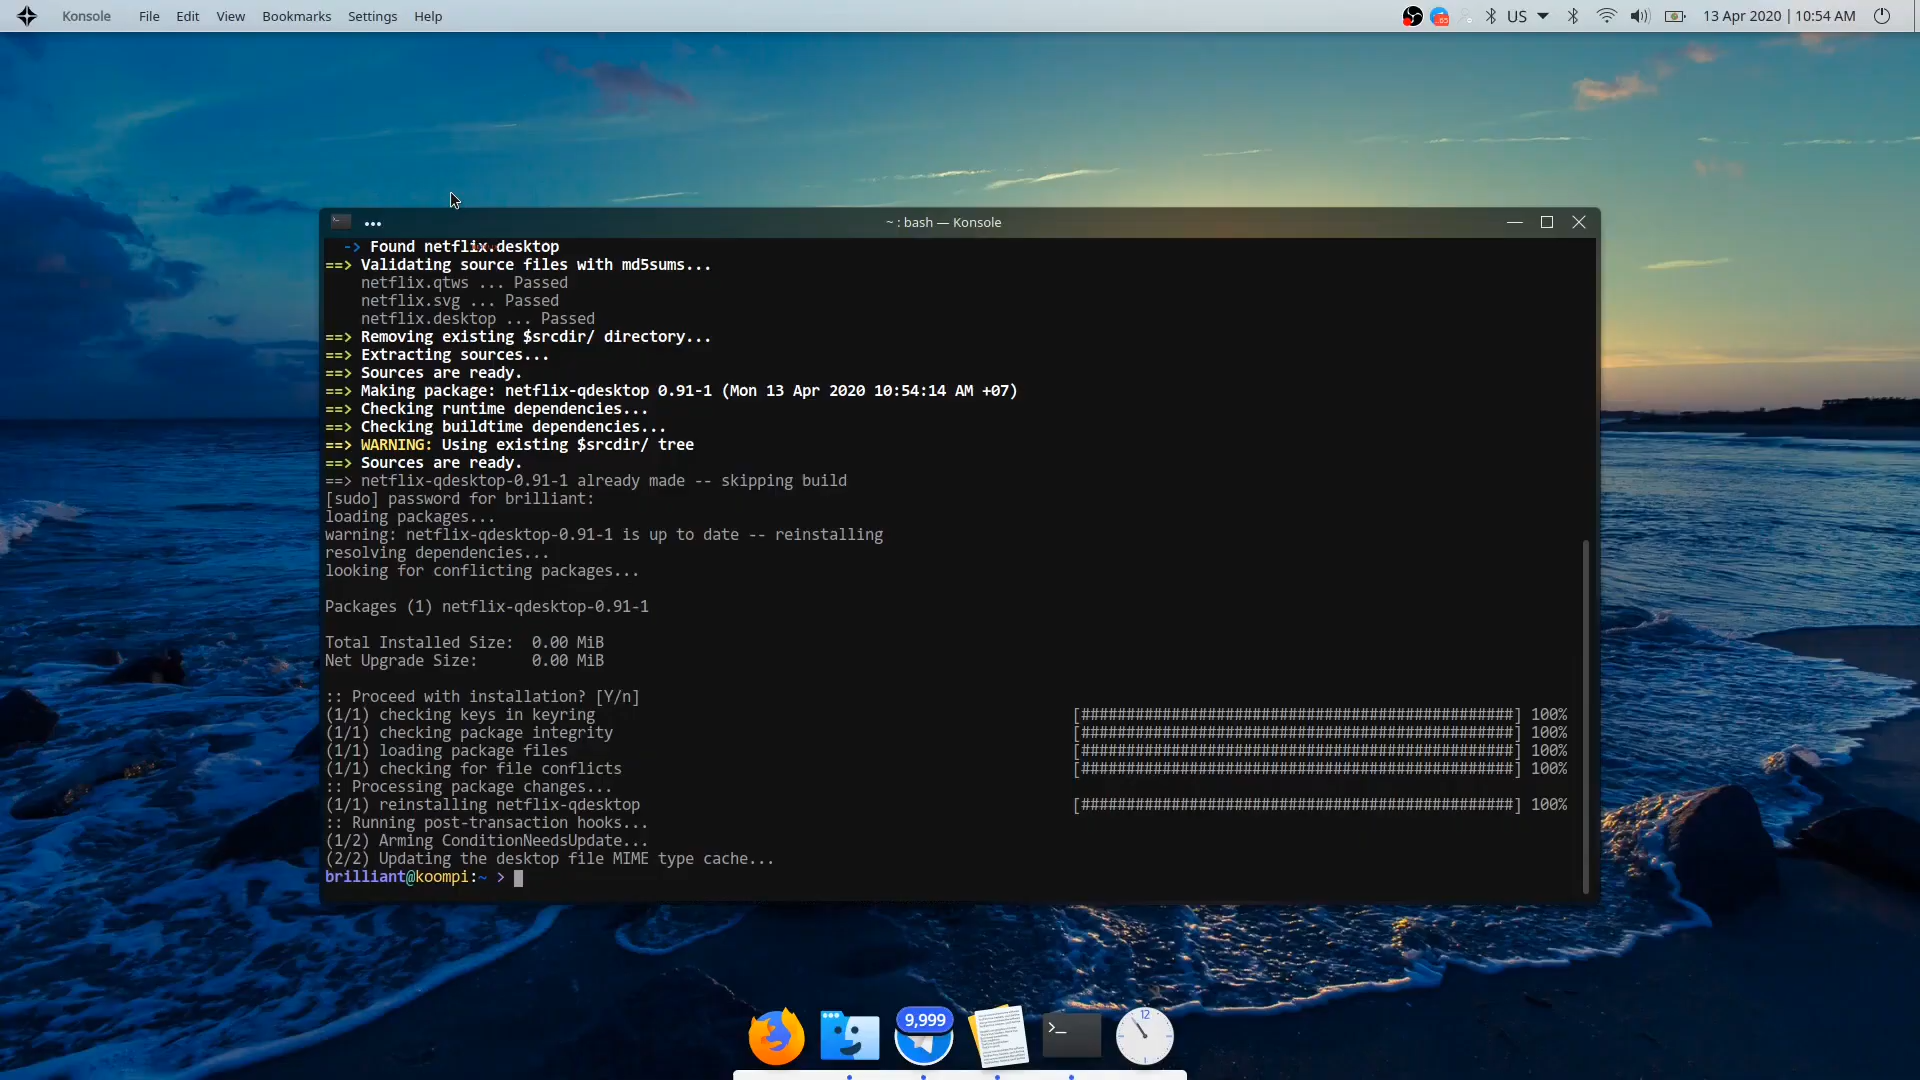 Konsole File Edit View Bookmarks Settings Help US 13 Apr 2020 | 10:54 AM
~ : bash — Konsole
-> Found netflix.desktop
==> Validating source files with md5sums...
netflix.qtws ... Passed
netflix.svg ... Passed
netflix.desktop ... Passed
==> Removing existing $srcdir/ directory...
==> Extracting sources...
==> Sources are ready.
==> Making package: netflix-qdesktop 0.91-1 (Mon 13 Apr 2020 10:54:14 AM +07)
==> Checking runtime dependencies...
==> Checking buildtime dependencies...
==> WARNING: Using existing $srcdir/ tree
==> Sources are ready.
==> netflix-qdesktop-0.91-1 already made -- skipping build
[sudo] password for brilliant:
loading packages...
warning: netflix-qdesktop-0.91-1 is up to date -- reinstalling
resolving dependencies...
looking for conflicting packages...
Packages (1) netflix-qdesktop-0.91-1
Total Installed Size: 0.00 MiB
Net Upgrade Size: 0.00 MiB
:: Proceed with installation? [Y/n]
(1/1) checking keys in keyring [################################################] 100%
(1/1) checking package integrity [################################################] 100%
(1/1) loading package files [################################################] 100%
(1/1) checking for file conflicts [################################################] 100%
:: Processing package changes...
(1/1) reinstalling netflix-qdesktop [################################################] 100%
:: Running post-transaction hooks...
(1/2) Arming ConditionNeedsUpdate...
(2/2) Updating the desktop file MIME type cache...
brilliant@koompi:~ >
9,999
12